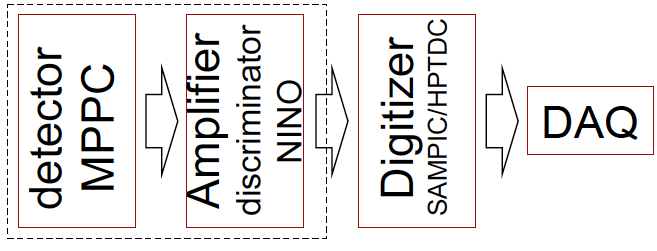 detector
MPPC
Amplifier
discriminator
NINO
Digitizer
SAMPIC/HPTDC
DAQ